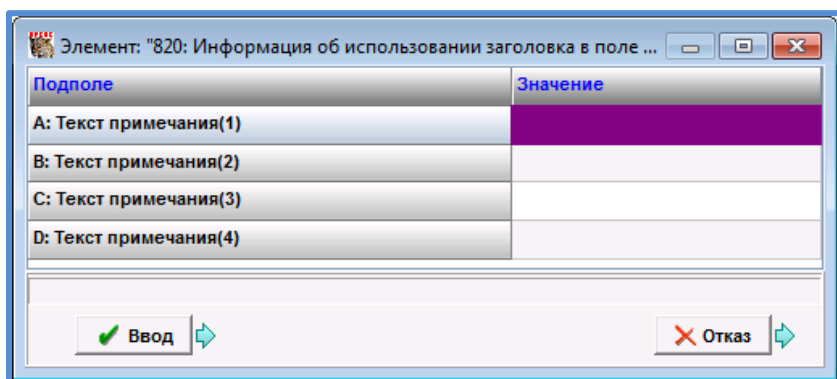 Элемент: "820: Информация об использовании заголовка в поле ...
Подполе Значение
A: Текст примечания(1)
B: Текст примечания(2)
C: Текст примечания(3)
D: Текст примечания(4)
Ввод Отказ